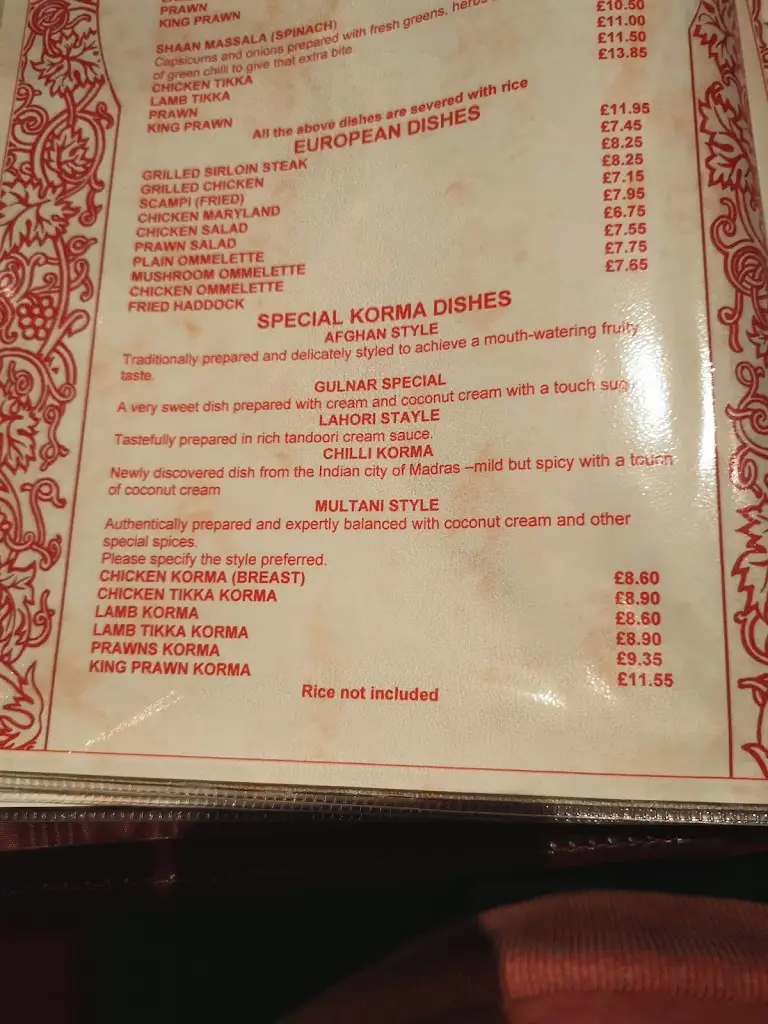 PRAWN
KING PRAWN
SHAAN MASSALA (SPINACH)
Capsicums and onions prepared with fresh greens, herbs
of green chilli to give that extra bite
CHICKEN TIKKA £10.50
LAMB TIKKA £11.00
PRAWN £11.50
KING PRAWN £13.85
All the above dishes are severed with rice
EUROPEAN DISHES
GRILLED SIRLOIN STEAK £11.95
GRILLED CHICKEN £7.45
SCAMPI (FRIED) £8.25
CHICKEN MARYLAND £8.25
CHICKEN SALAD £7.15
PRAWN SALAD £7.95
PLAIN OMMELETTE £6.75
MUSHROOM OMMELETTE £7.55
CHICKEN OMMELETTE £7.75
FRIED HADDOCK £7.65
SPECIAL KORMA DISHES
AFGHAN STYLE
Traditionally prepared and delicately styled to achieve a mouth-watering fruity
taste.
GULNAR SPECIAL
A very sweet dish prepared with cream and coconut cream with a touch
LAHORI STAYLE
Tastefully prepared in rich tandoori cream sauce.
CHILLI KORMA
Newly discovered dish from the Indian city of Madras –mild but spicy with a touch
of coconut cream
MULTANI STYLE
Authentically prepared and expertly balanced with coconut cream and other
special spices.
Please specify the style preferred.
CHICKEN KORMA (BREAST) £8.60
CHICKEN TIKKA KORMA £8.90
LAMB KORMA £8.60
LAMB TIKKA KORMA £8.90
PRAWNS KORMA £9.35
KING PRAWN KORMA £11.55
Rice not included